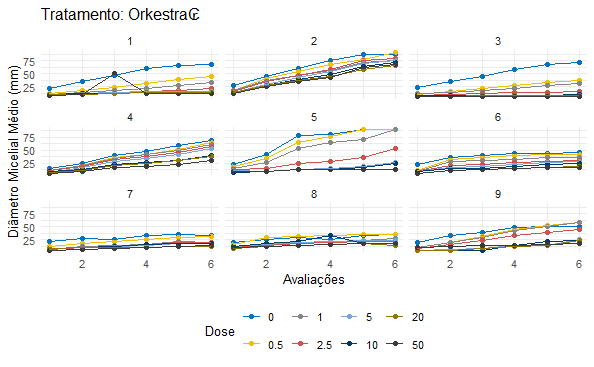 Tratamento: Orkestra₢
1 2 3
75
50
25
4 5 6
75
50
25
7 8 9
75
50
25
2 4 6 2 4 6 2 4 6
Diâmetro Micelial Médio (mm)
Avaliações
Dose
0 1 5 20
0.5 2.5 10 50